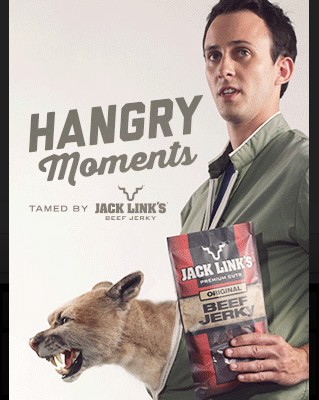 HANGRY
Moments
TAMED BY JACK LINK'S
BEEF JERKY
JACK LINK'S
PREMIUM CUTS
ORIGINAL
BEEF
JERKY